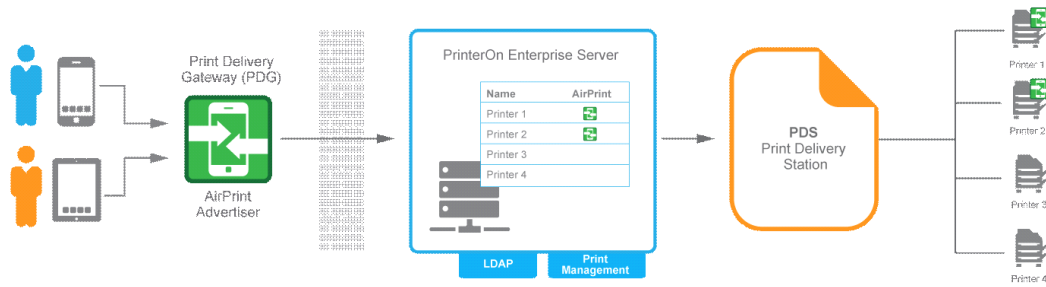 Print Delivery
Gateway (PDG)
AirPrint
Advertiser
PrinterOn Enterprise Server
Name AirPrint
Printer 1
Printer 2
Printer 3
Printer 4
LDAP
Print
Management
PDS
Print Delivery
Station
Printer 1
Printer 2
Printer 3
Printer 4